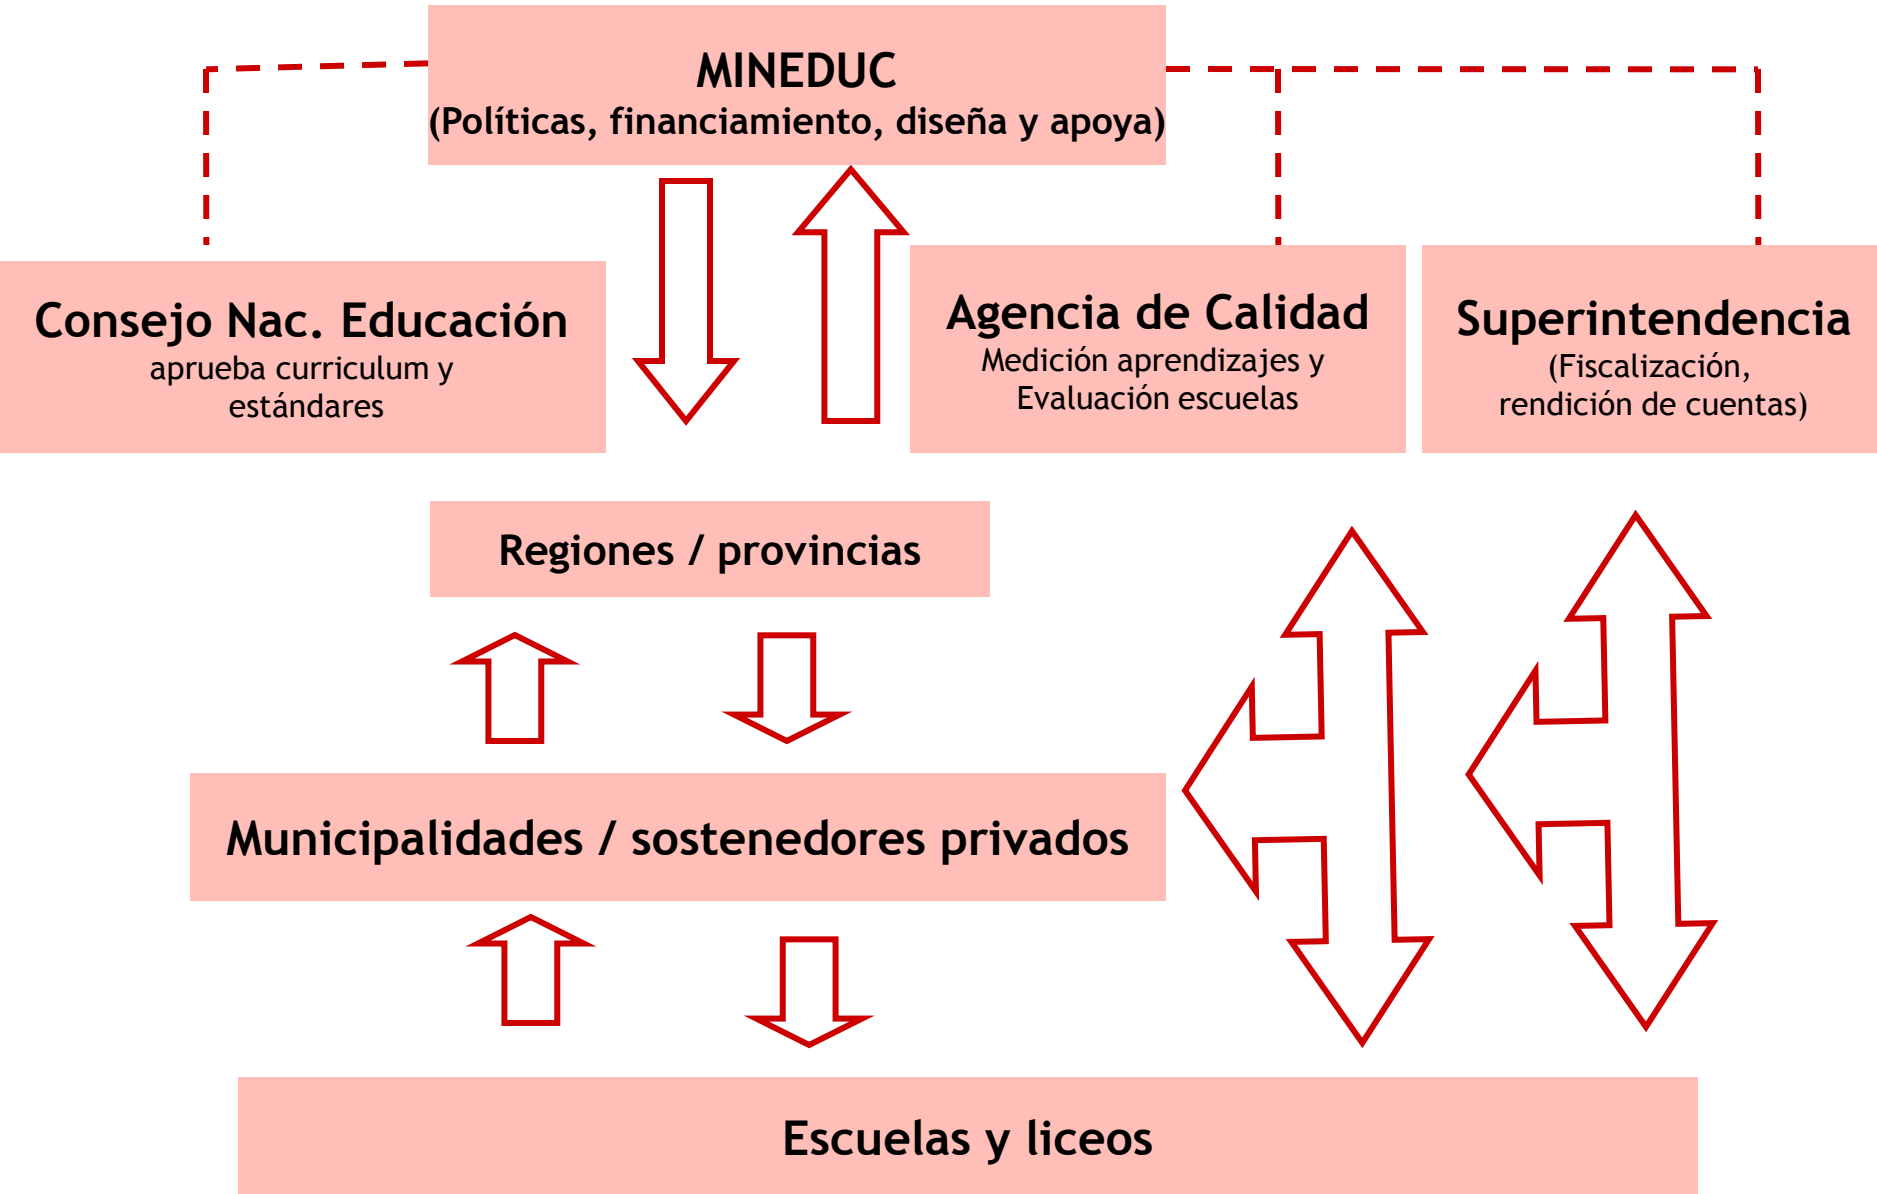 MINEDUC
(Políticas, financiamiento, diseña y apoya)
Consejo Nac. Educación
aprueba curriculum y
estándares
Agencia de Calidad
Medición aprendizajes y
Evaluación escuelas
Superintendencia
(Fiscalización,
rendición de cuentas)
Regiones / provincias
Municipalidades / sostenedores privados
Escuelas y liceos